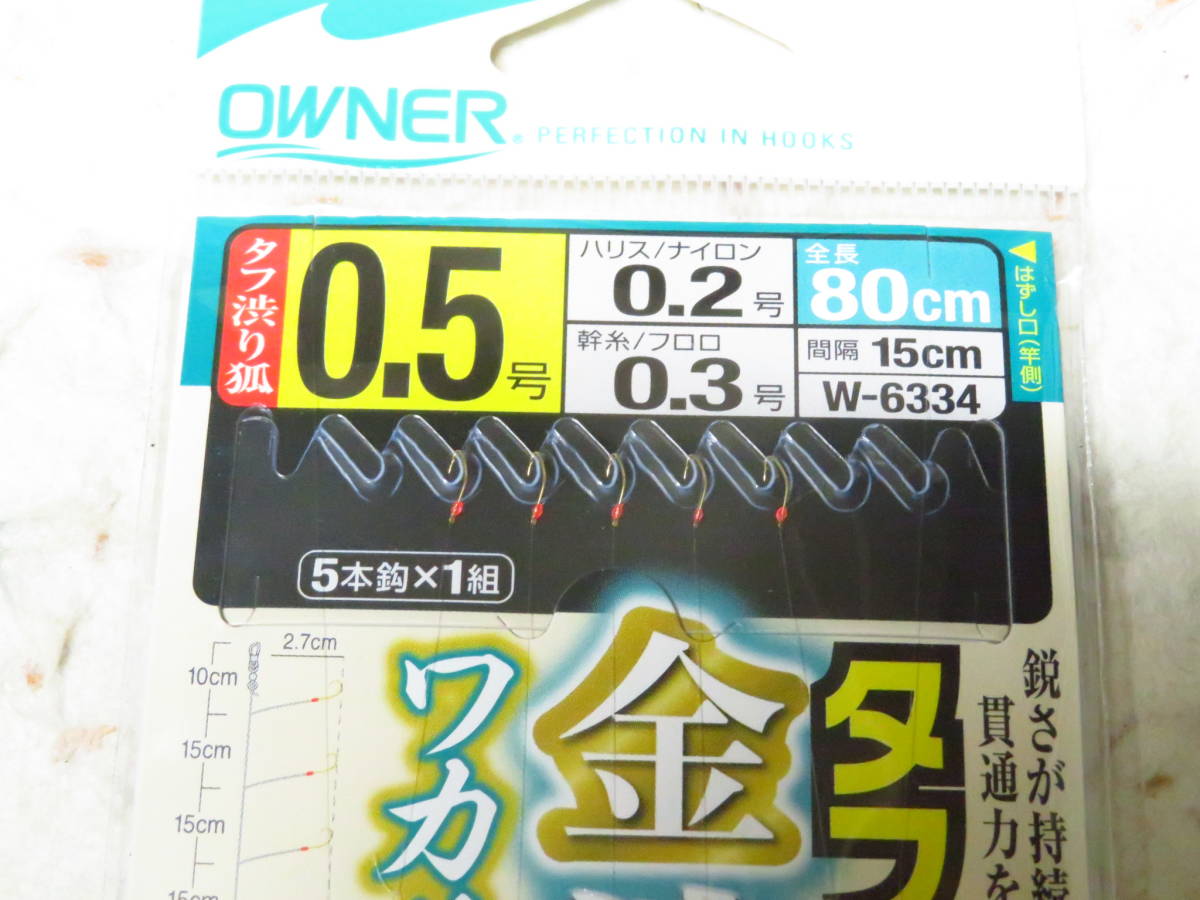 OWNER
PERFECTION IN HOOKS
タフ渋り狐
0.5号
ハリス/ナイロン
0.2号
幹糸/フロロ
0.3号
全長
80cm
間隔 15cm
W-6334
はずし口(竿側)
5本鈎×1組
2.7cm
10cm
15cm
15cm
15cm
ワカ
金
タフ
鋭さが持続
貫通力を